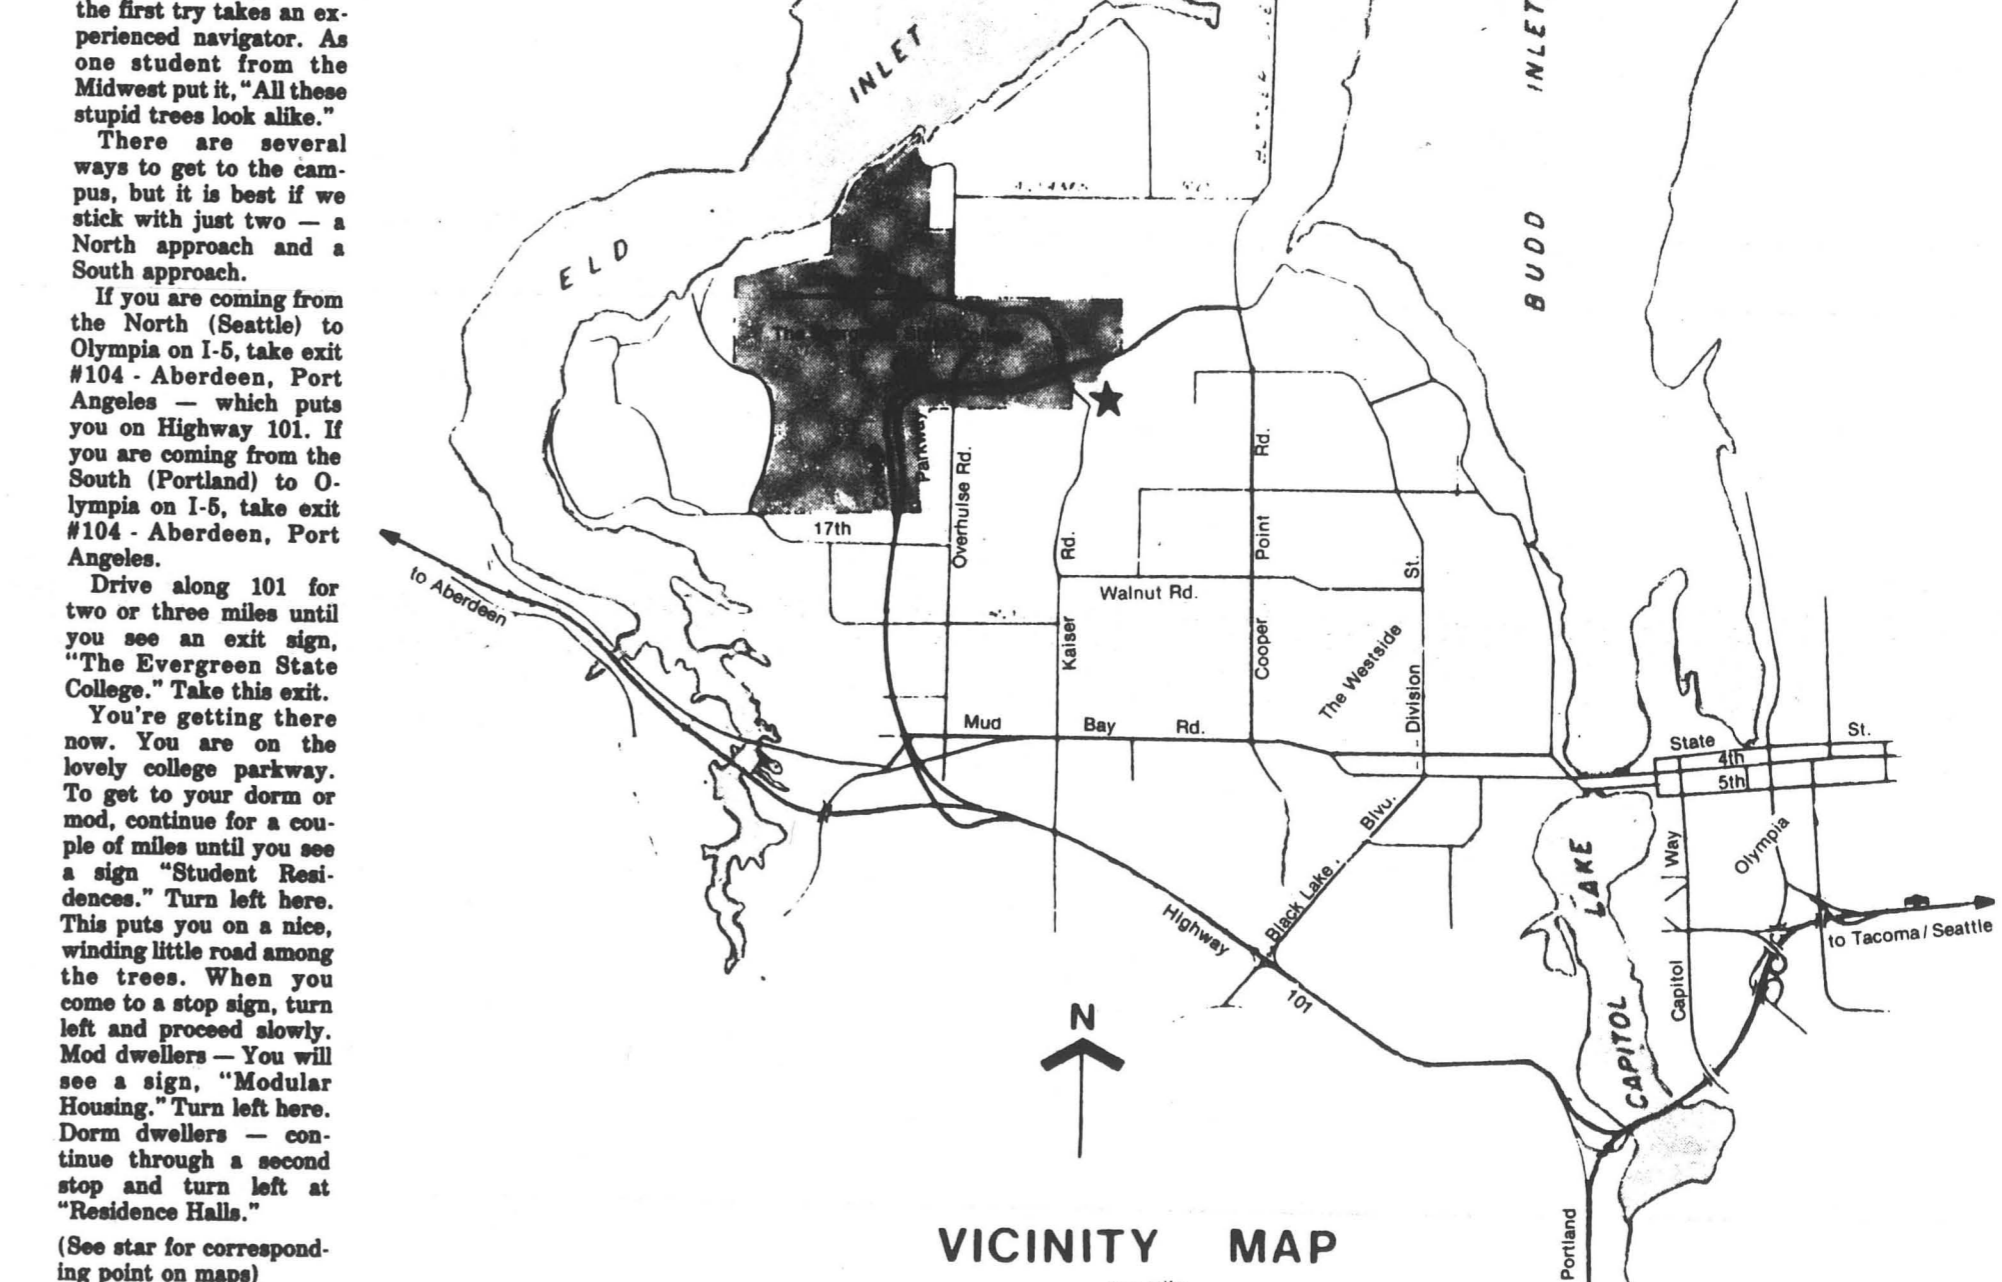 the first try takes an ex-
perienced navigator. As
one student from the
Midwest put it, “All these
stupid trees look alike.”
There are several
ways to get to the cam-
pus, but it is best if we
stick with just two — a
North approach and a
South approach.
If you are coming from
the North (Seattle) to
Olympia on I-5, take exit
#104 - Aberdeen, Port
Angeles — which puts
you on Highway 101. If
you are coming from the
South (Portland) to O-
lympia on I-5, take exit
#104 - Aberdeen, Port
Angeles.
Drive along 101 for
two or three miles until
you see an exit sign,
“The Evergreen State
College.” Take this exit.
You're getting there
now. You are on the
lovely college parkway.
To get to your dorm or
mod, continue for a cou-
ple of miles until you see
a sign “Student Resi-
dences.” Turn left here.
This puts you on a nice,
winding little road among
the trees. When you
come to a stop sign, turn
left and proceed slowly.
Mod dwellers — You will
see a sign, “Modular
Housing.” Turn left here.
Dorm dwellers — con-
tinue through a second
stop and turn left at
“Residence Halls.”
(See star for correspond-
ing point on maps)
ELD INLET
BUDD INLET
The
Parkway
Overhulse Rd.
17th
Kaiser Rd.
Walnut Rd.
Cooper Point Rd.
The Westside
Division St.
Mud Bay Rd.
to Aberdeen
State St.
4th
5th
Black Lake Blvd.
Highway 101
CAPITOL LAKE
Capitol Way
Olympia
to Tacoma/Seattle
Portland
N
VICINITY MAP